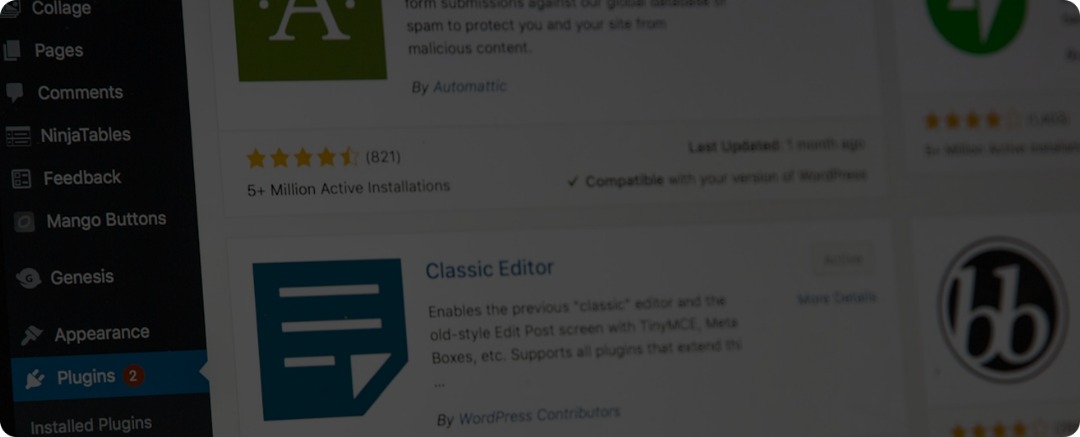 Collage
Pages
Comments
NinjaTables
Feedback
Mango Buttons
Genesis
Appearance
Plugins 2
Installed Plugins
A
form submissions against our global database of
spam to protect you and your site from
malicious content.
By Automattic
(821)
5+ Million Active Installations
Last Updated: 1 month ago
Compatible with your version of WordPress
5+ Million Active
Classic Editor
Active
More Details
Enables the previous "classic" editor and the
old-style Edit Post screen with TinyMCE, Meta
Boxes, etc. Supports all plugins that extend
...
By WordPress Contributors
bb